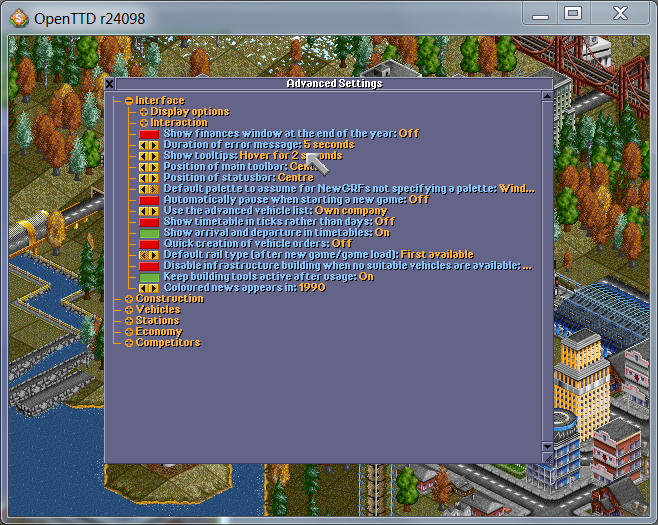 OpenTTD r24098
Advanced Settings
Interface
Display options
Interaction
Show finances window at the end of the year: Off
Duration of error message: 5 seconds
Show tooltips: Hover for 2 seconds
Position of main toolbar: Centre
Position of statusbar: Centre
Default palette to assume for NewGRFs not specifying a palette: Wind...
Automatically pause when starting a new game: Off
Use the advanced vehicle list: Own company
Show timetable in ticks rather than days: Off
Show arrival and departure in timetables: On
Quick creation of vehicle orders: Off
Default rail type (after new game/game load): First available
Disable infrastructure building when no suitable vehicles are available: ...
Keep building tools active after usage: On
Coloured news appears in: 1990
Construction
Vehicles
Stations
Economy
Competitors